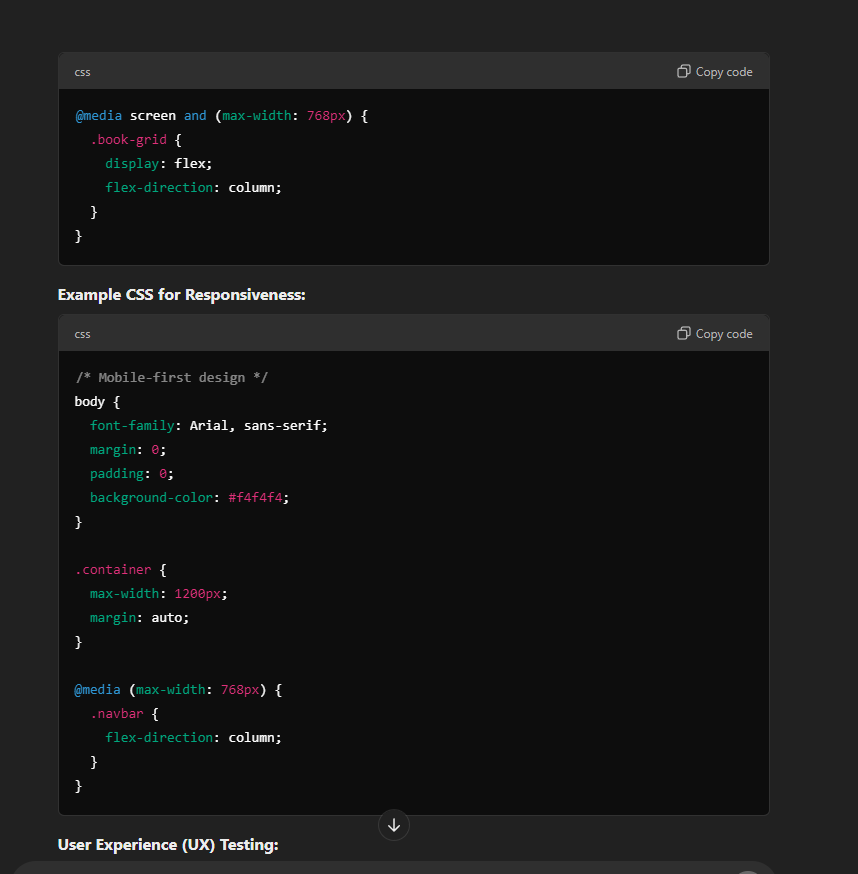 css
Copy code
@media screen and (max-width: 768px) {
  .book-grid {
    display: flex;
    flex-direction: column;
  }
}
Example CSS for Responsiveness:
css
Copy code
/* Mobile-first design */
body {
  font-family: Arial, sans-serif;
  margin: 0;
  padding: 0;
  background-color: #f4f4f4;
}

.container {
  max-width: 1200px;
  margin: auto;
}

@media (max-width: 768px) {
  .navbar {
    flex-direction: column;
  }
}
User Experience (UX) Testing: